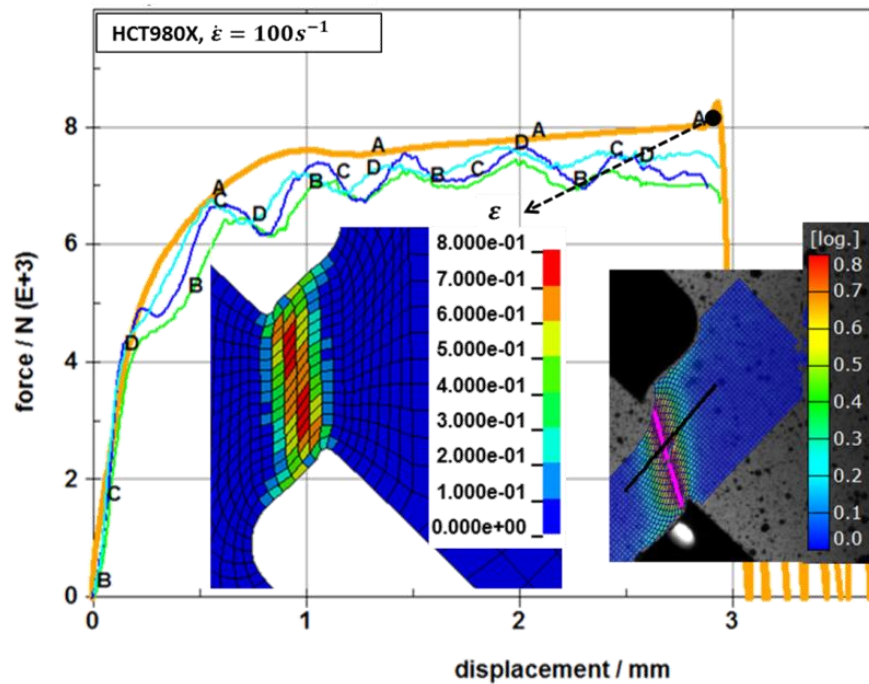 HCT980X, ε̇ = 100s⁻¹
force / N (E+3)
8
6
4
2
0
0
1
2
3
displacement / mm
A
A
A
A
B
B
B
B
B
C
C
C
C
C
D
D
D
D
D
ε
8.000e-01
7.000e-01
6.000e-01
5.000e-01
4.000e-01
3.000e-01
2.000e-01
1.000e-01
0.000e+00
[log.]
0.8
0.7
0.6
0.5
0.4
0.3
0.2
0.1
0.0